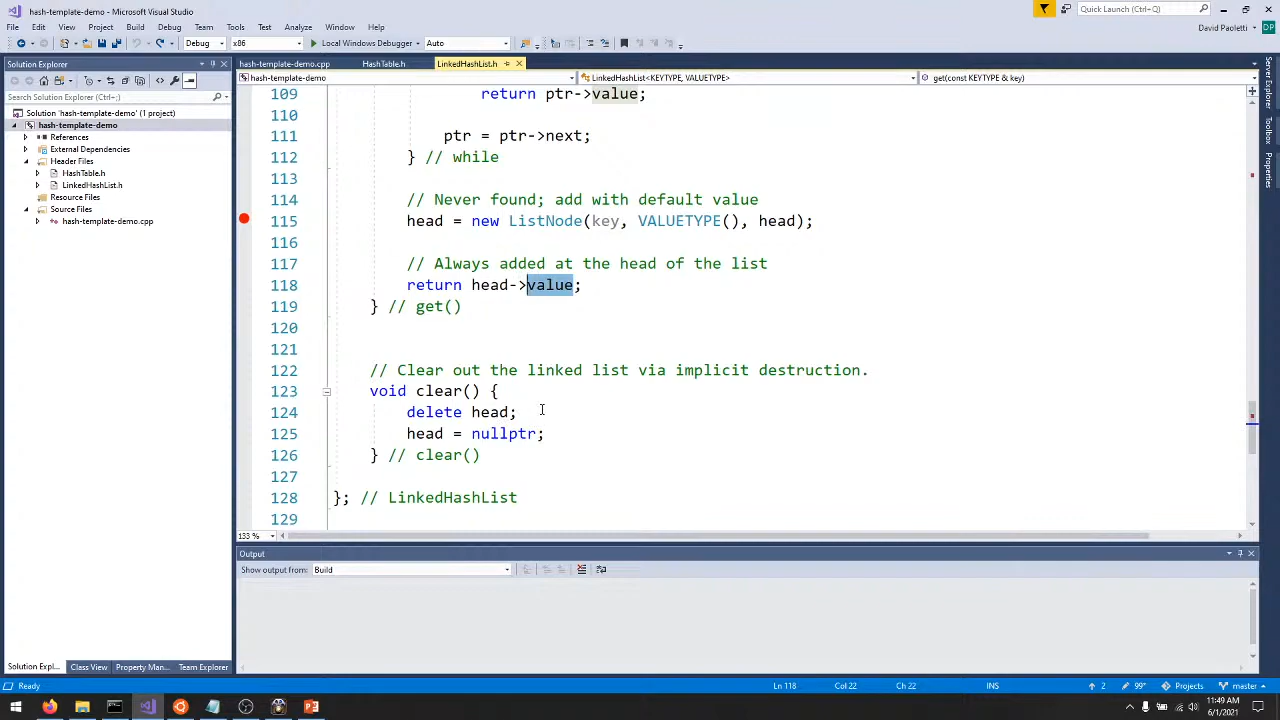 hash-template-demo - Microsoft Visual Studio
Quick Launch (Ctrl+Q)
File Edit View Project Build Debug Team Tools Test Analyze Window Help
David Paoletti DP
Debug x86 Local Windows Debugger Auto
Solution Explorer
hash-template-demo.cpp HashTable.h LinkedHashList.h
hash-template-demo LinkedHashList<KEYTYPE, VALUETYPE> get(const KEYTYPE & key)
Search Solution Explorer (Ctrl+;)
Solution 'hash-template-demo' (1 project)
hash-template-demo
References
External Dependencies
Header Files
HashTable.h
LinkedHashList.h
Resource Files
Source Files
hash-template-demo.cpp
109 return ptr->value;
110
111 ptr = ptr->next;
112 } // while
113
114 // Never found; add with default value
115 head = new ListNode(key, VALUETYPE(), head);
116
117 // Always added at the head of the list
118 return head->value;
119 } // get()
120
121
122 // Clear out the linked list via implicit destruction.
123 void clear() {
124 delete head;
125 head = nullptr;
126 } // clear()
127
128 }; // LinkedHashList
129
133 %
Output
Show output from: Build
Server Explorer
Toolbox
Properties
Solution Expl... Class View Property Man... Team Explorer
Ready Ln 118 Col 22 Ch 22 INS 2 99* Projects master
11:49 AM
6/1/2021